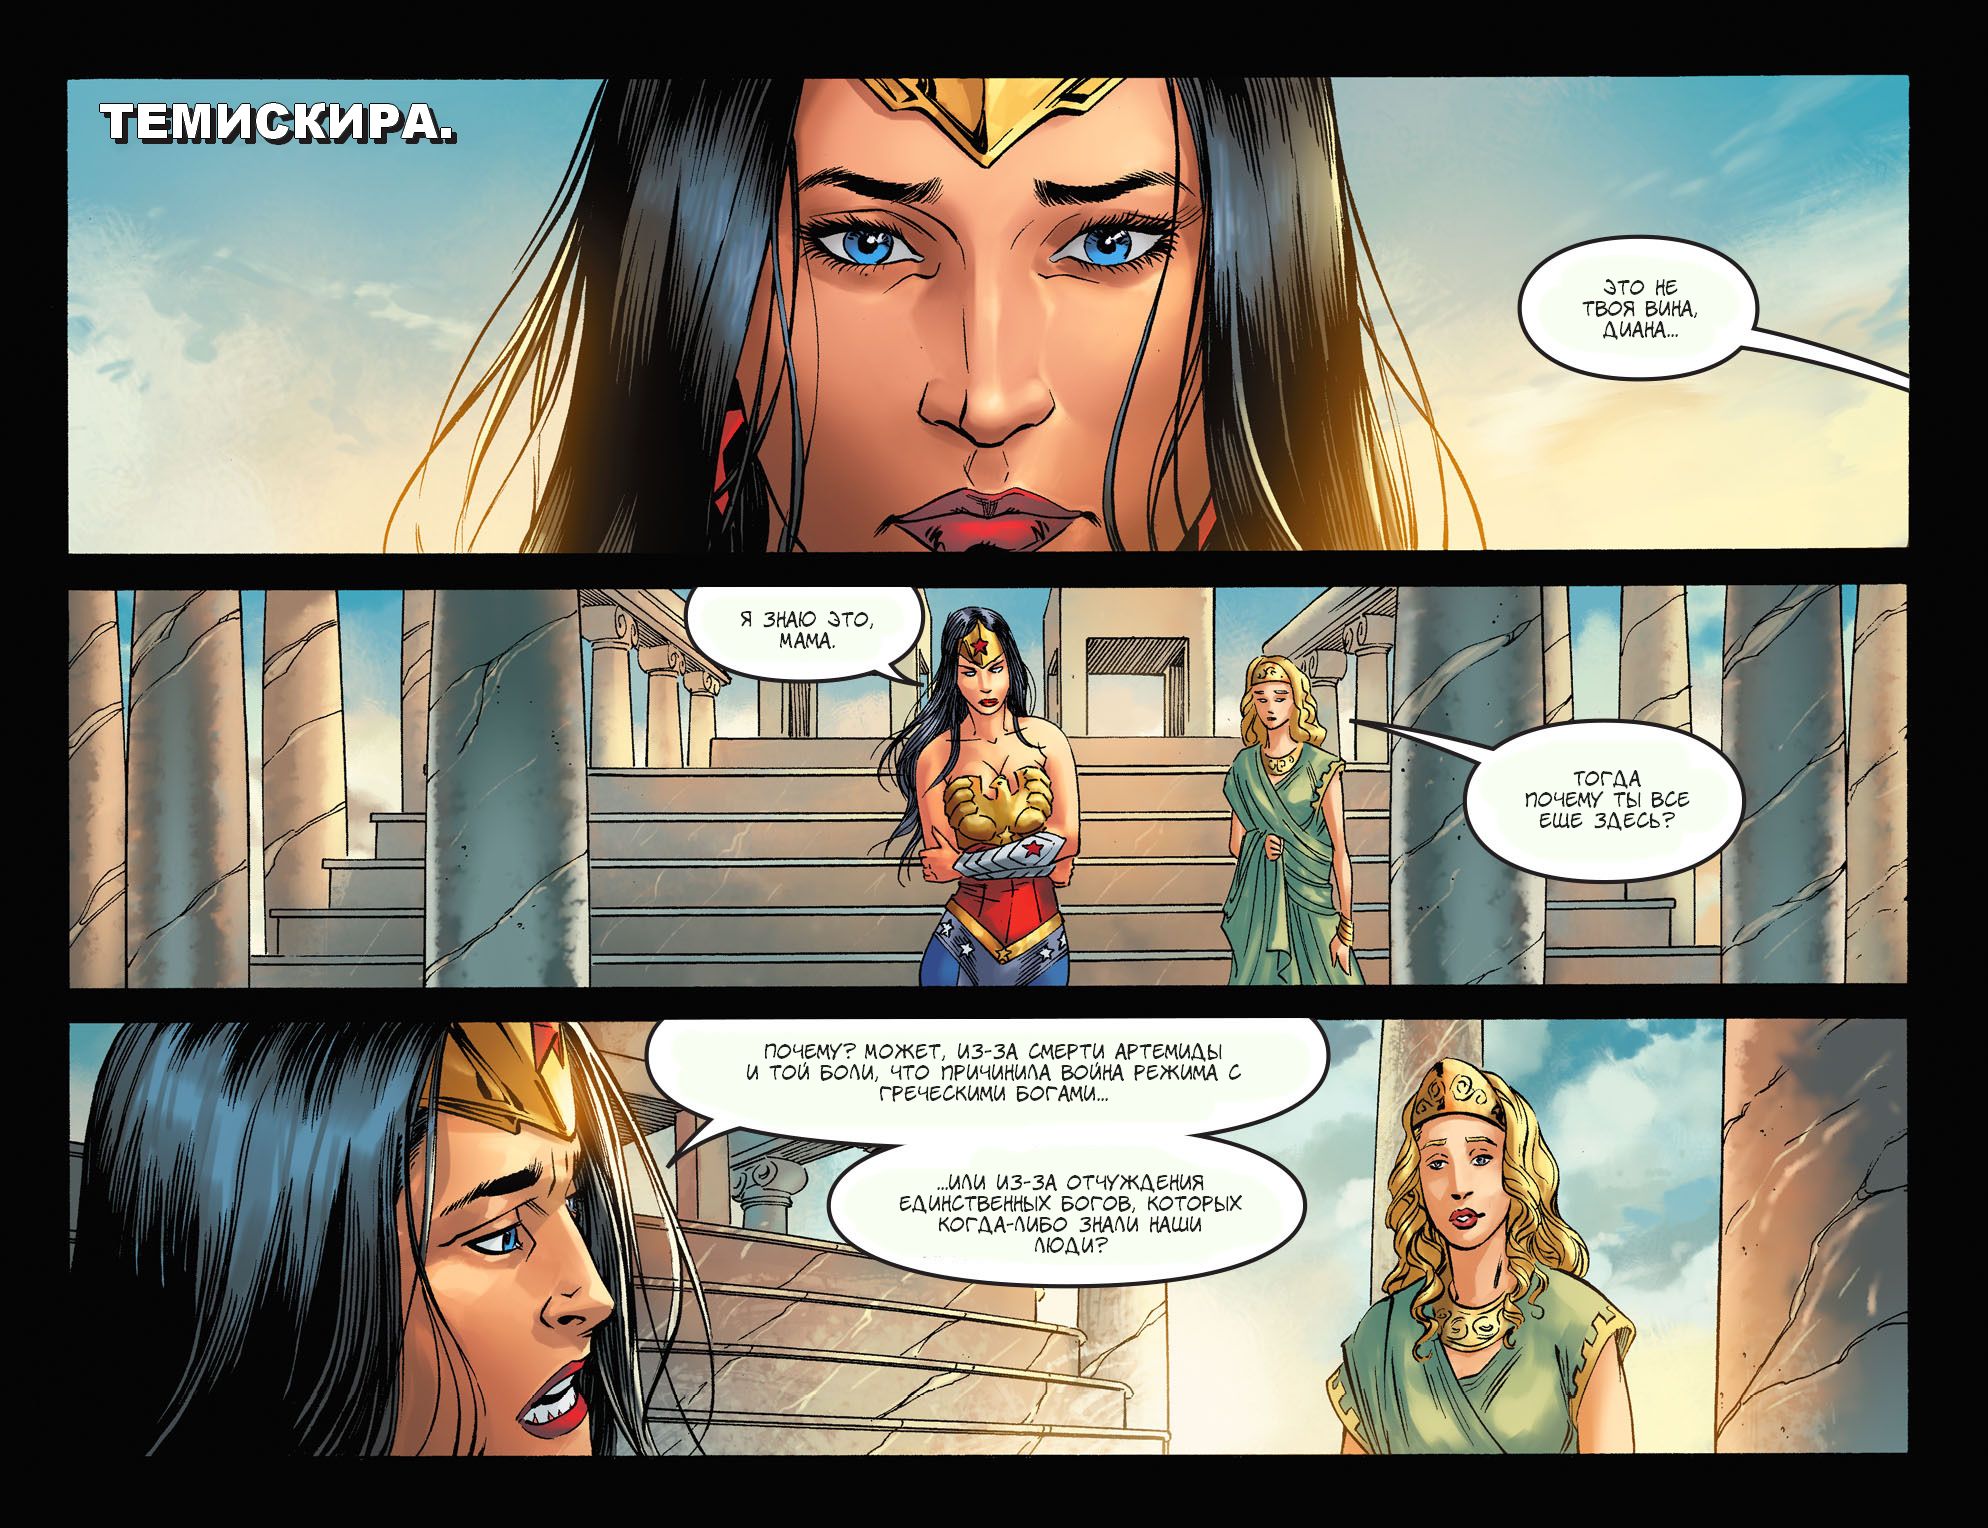 ТЕМИСКИРА.
ЭТО НЕ
ТВОЯ ВИНА,
ДИАНА...
Я ЗНАЮ ЭТО,
МАМА.
ТОГДА
ПОЧЕМУ ТЫ ВСЕ
ЕЩЕ ЗДЕСЬ?
ПОЧЕМУ? МОЖЕТ, ИЗ-ЗА СМЕРТИ АРТЕМИДЫ
И ТОЙ БОЛИ, ЧТО ПРИЧИНИЛА ВОЙНА РЕЖИМА С
ГРЕЧЕСКИМИ БОГАМИ...
...ИЛИ ИЗ-ЗА ОТЧУЖДЕНИЯ
ЕДИНСТВЕННЫХ БОГОВ, КОТОРЫХ
КОГДА-ЛИБО ЗНАЛИ НАШИ
ЛЮДИ?